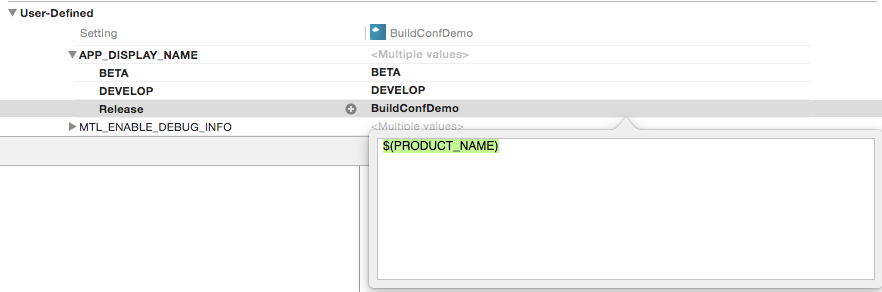 User-Defined
Setting BuildConfDemo
APP_DISPLAY_NAME <Multiple values>
BETA BETA
DEVELOP DEVELOP
Release BuildConfDemo
MTL_ENABLE_DEBUG_INFO <Multiple values>
$(PRODUCT_NAME)